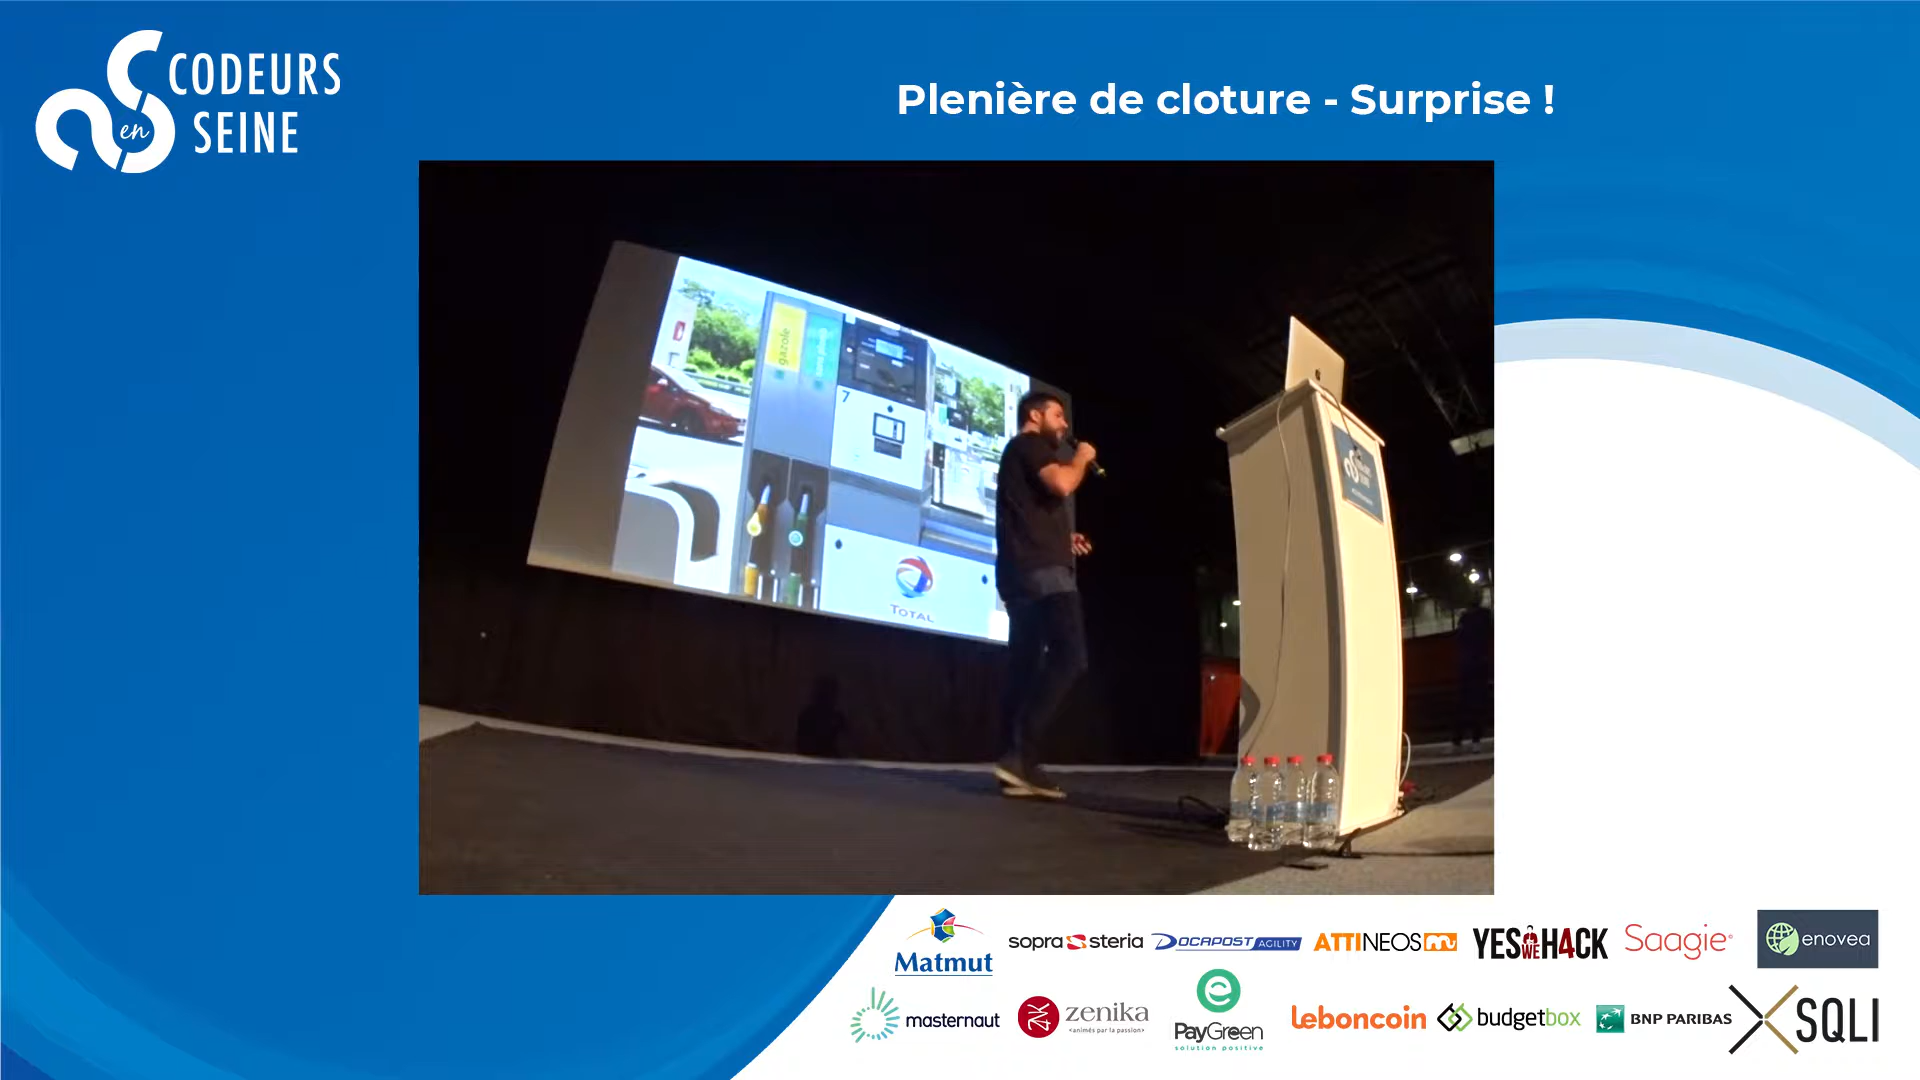 CODEURS
en
SEINE
Plenière de cloture - Surprise !
gazole
7
TOTAL
Matmut
sopra steria
DOCAPOST AGILITY
ATTINEOS
YES WE H4CK
Saagie
enovea
masternaut
zenika
<animés par la passion>
PayGreen
solution positive
leboncoin
budgetbox
BNP PARIBAS
SQLI